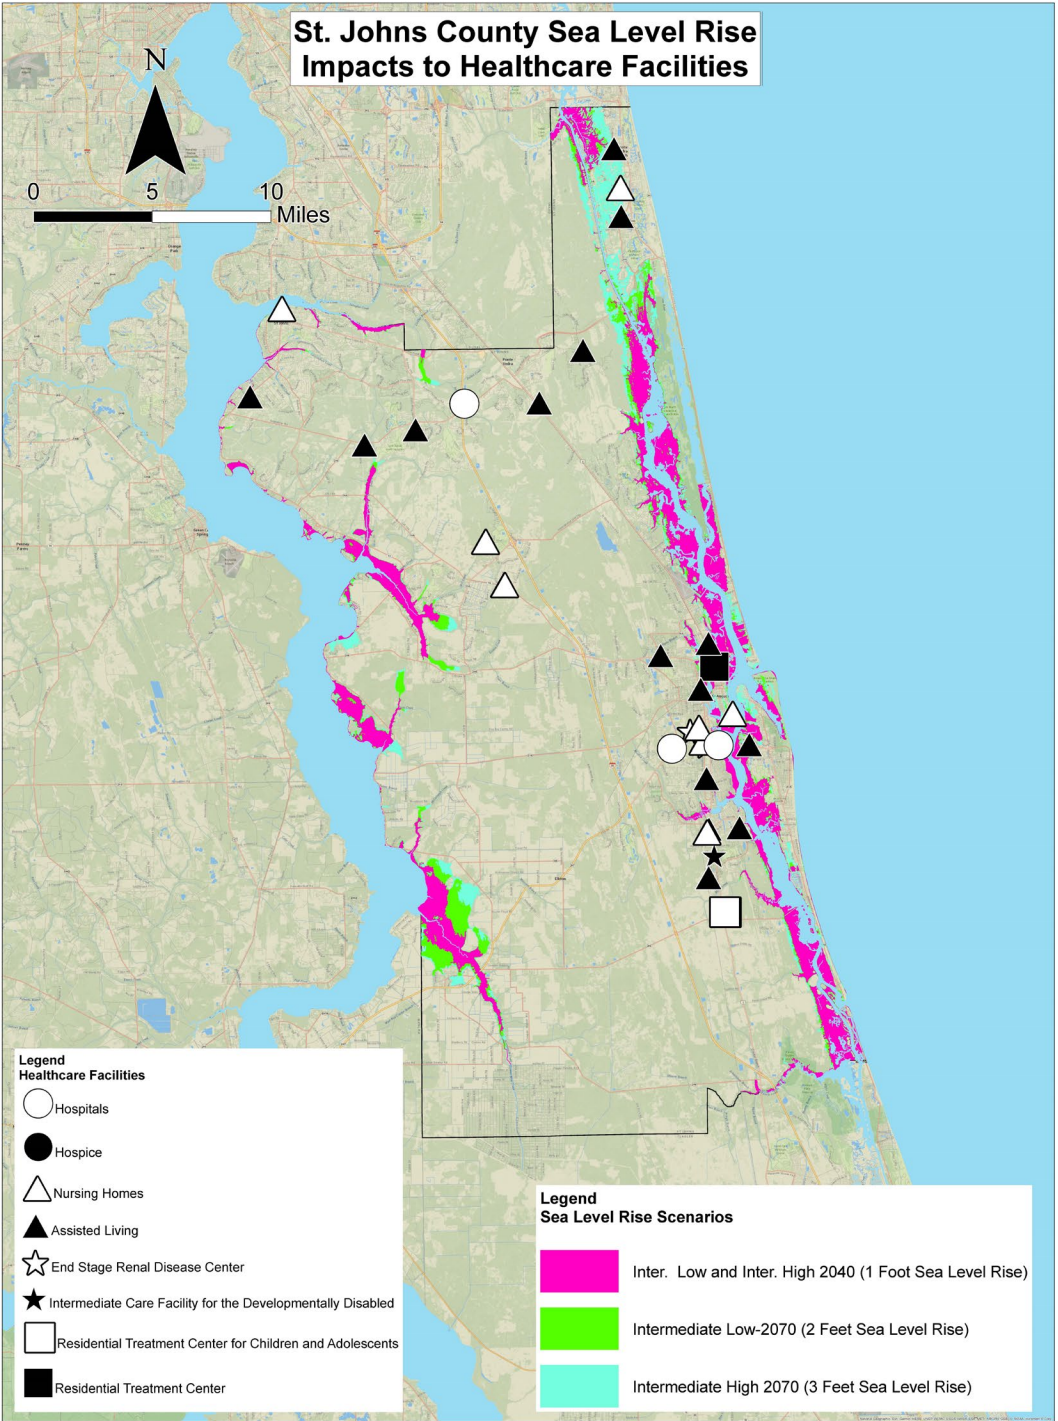 St. Johns County Sea Level Rise
Impacts to Healthcare Facilities
N
0 5 10
Miles
Legend
Healthcare Facilities
Hospitals
Hospice
Nursing Homes
Assisted Living
End Stage Renal Disease Center
Intermediate Care Facility for the Developmentally Disabled
Residential Treatment Center for Children and Adolescents
Residential Treatment Center
Legend
Sea Level Rise Scenarios
Inter. Low and Inter. High 2040 (1 Foot Sea Level Rise)
Intermediate Low-2070 (2 Feet Sea Level Rise)
Intermediate High 2070 (3 Feet Sea Level Rise)